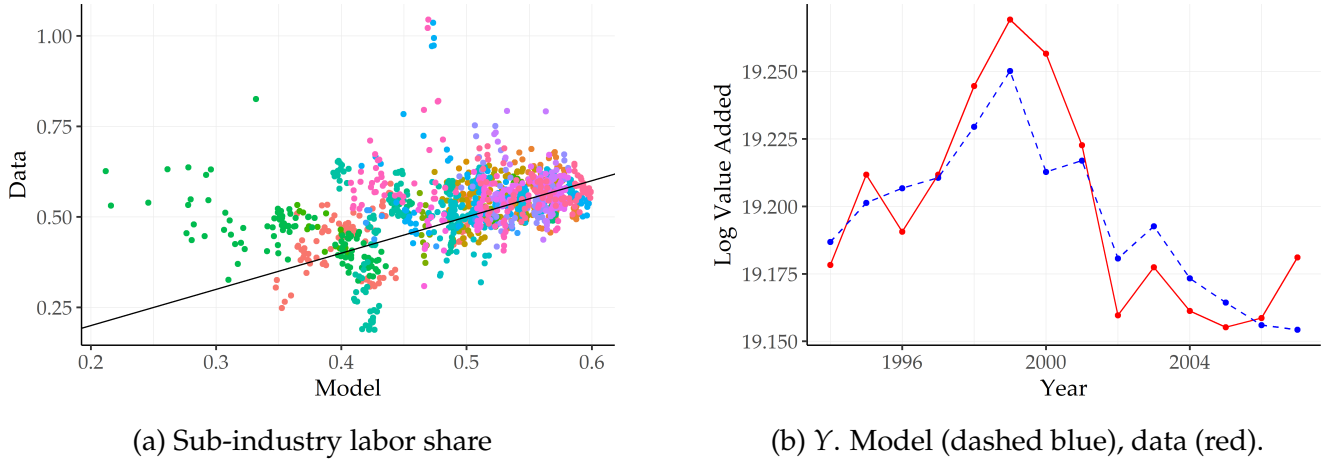 1.00
0.75
0.50
0.25
Data
0.2 0.3 0.4 0.5 0.6
Model
(a) Sub-industry labor share
19.250
19.225
19.200
19.175
19.150
Log Value Added
1996 2000 2004
Year
(b) Y. Model (dashed blue), data (red).